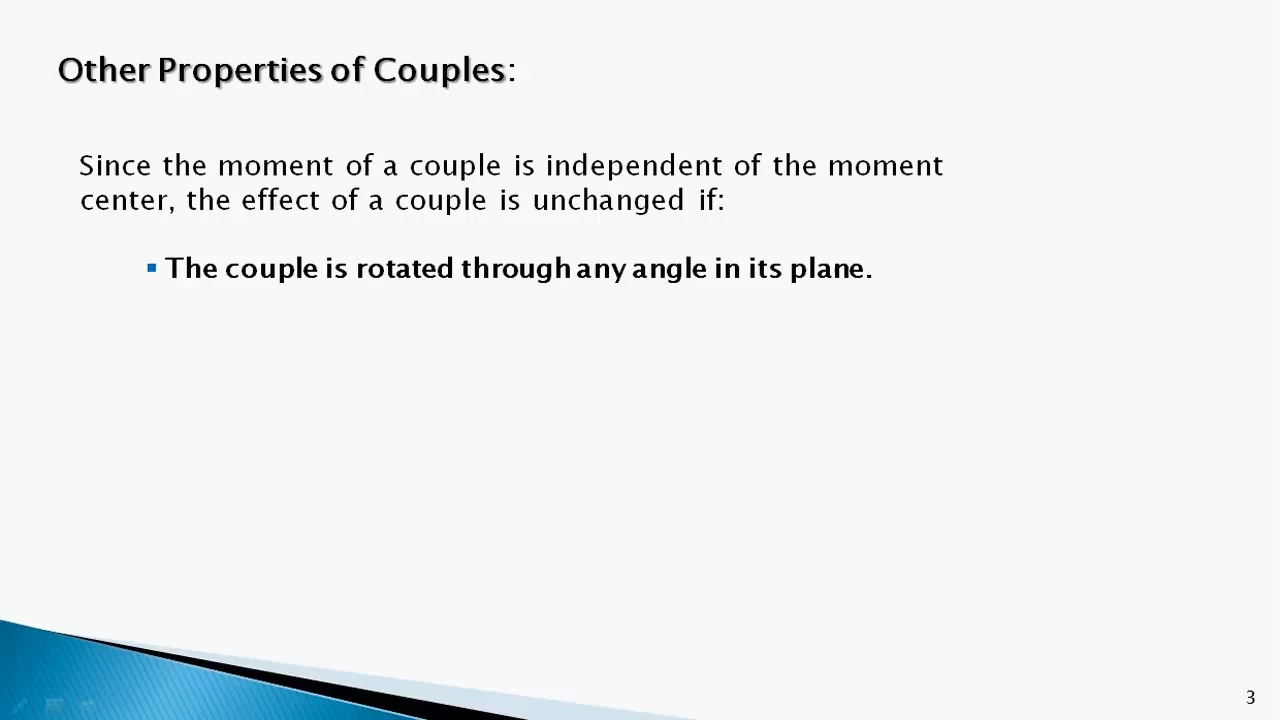 Other Properties of Couples:
Since the moment of a couple is independent of the moment
center, the effect of a couple is unchanged if:
▪ The couple is rotated through any angle in its plane.
3